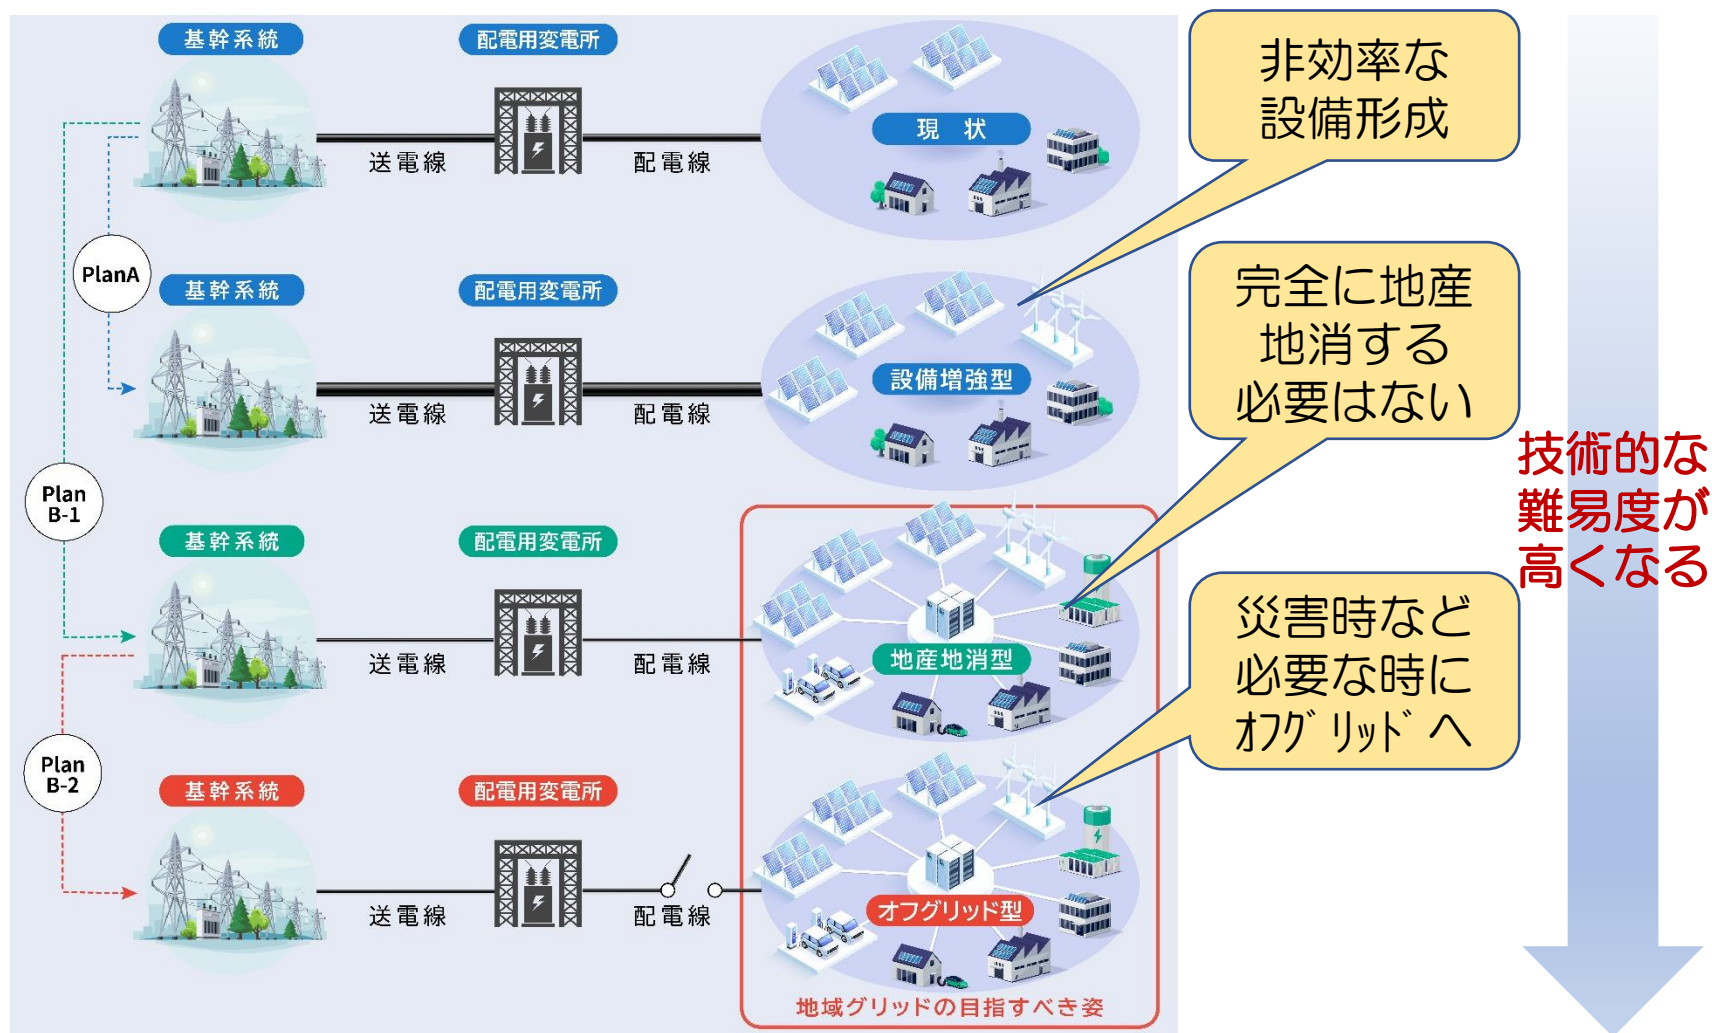 基幹系統
配電用変電所
現 状
送電線
配電線
非効率な
設備形成
PlanA
基幹系統
配電用変電所
設備増強型
送電線
配電線
完全に地産
地消する
必要はない
Plan
B-1
基幹系統
配電用変電所
地産地消型
送電線
配電線
技術的な
難易度が
高くなる
災害時など
必要な時に
ｵﾌｸﾞﾘｯﾄﾞへ
Plan
B-2
基幹系統
配電用変電所
オフグリッド型
送電線
配電線
地域グリッドの目指すべき姿